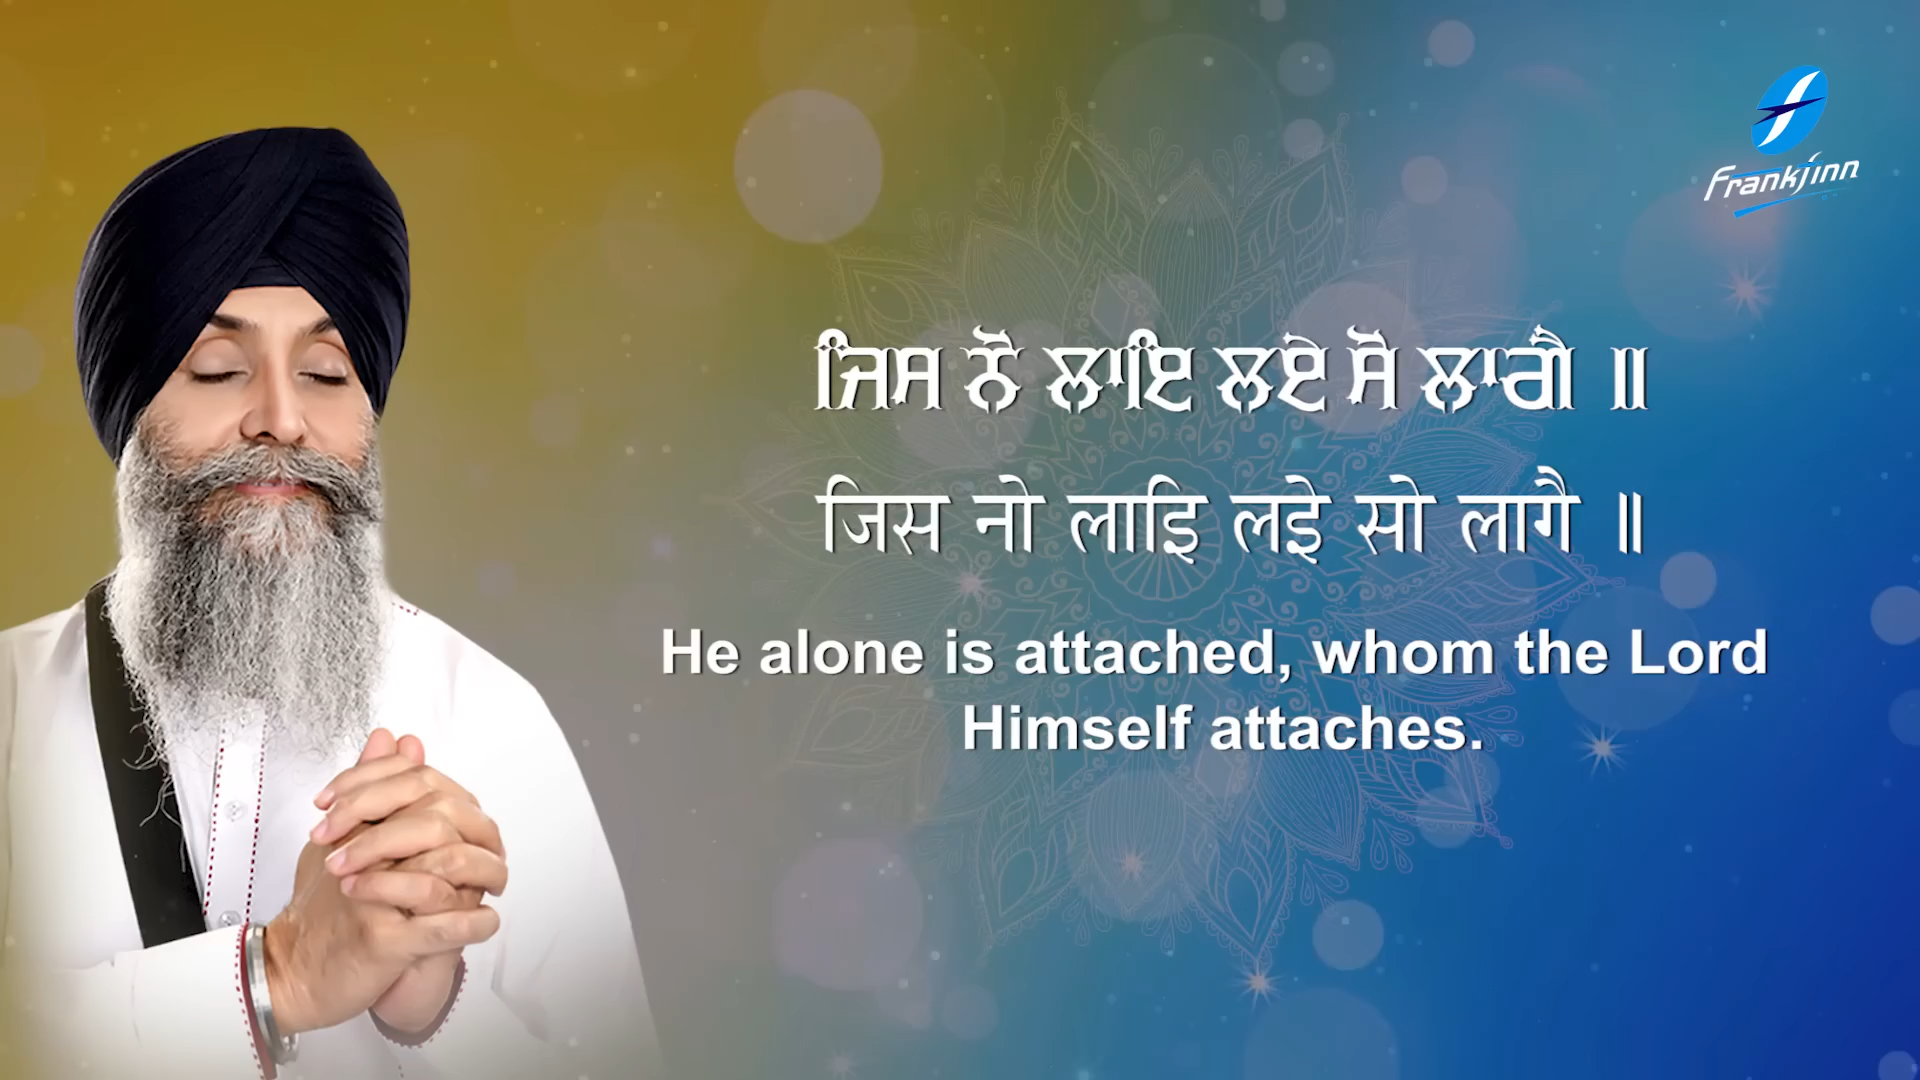 Frankfinn
ਜਿਸ ਨੋ ਲਾਇ ਲਏ ਸੋ ਲਾਗੈ ॥
जिस नो लाइि लइे सो लागै ॥
He alone is attached, whom the Lord
Himself attaches.